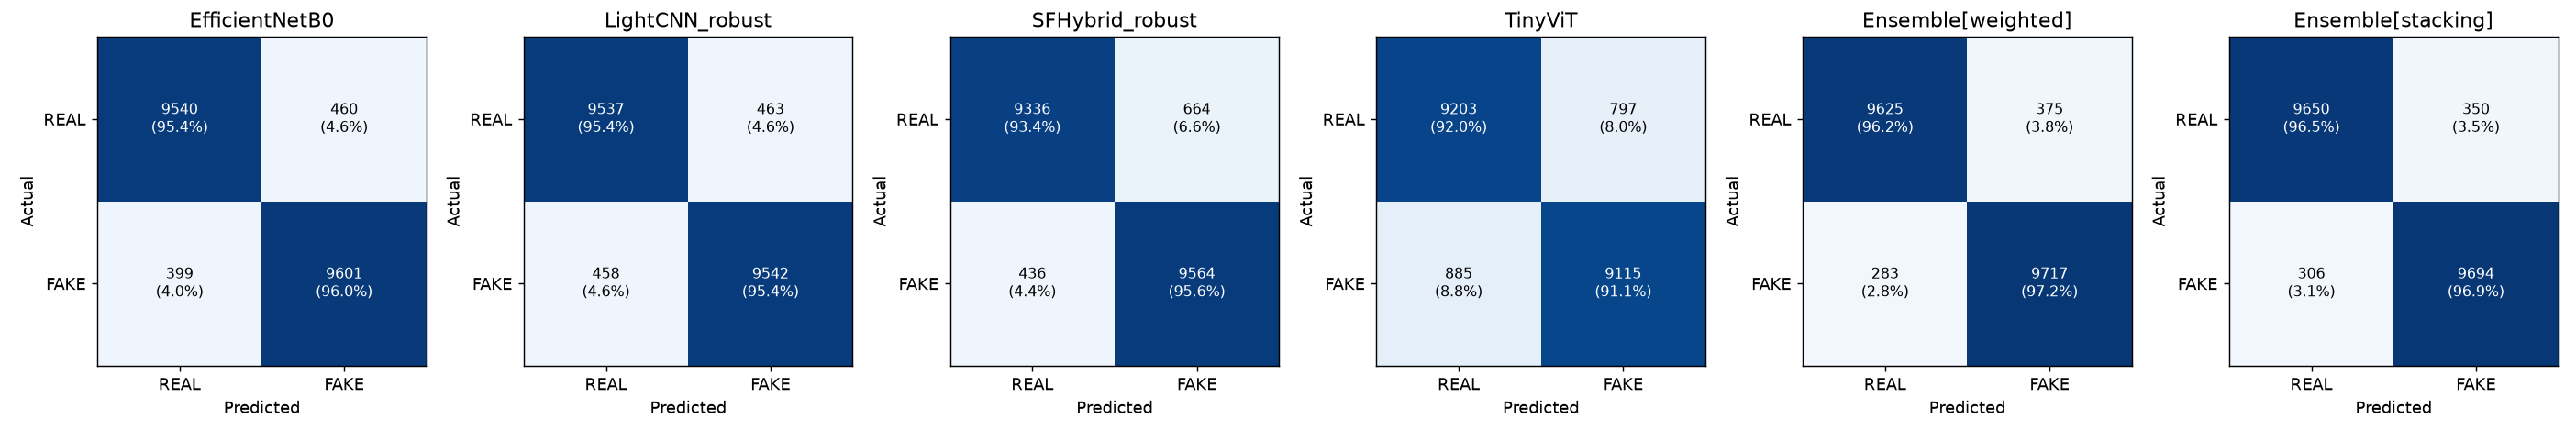 EfficientNetB0
REAL
9540
(95.4%)
460
(4.6%)
Actual
FAKE
399
(4.0%)
9601
(96.0%)
REAL
FAKE
Predicted
LightCNN_robust
REAL
9537
(95.4%)
463
(4.6%)
Actual
FAKE
458
(4.6%)
9542
(95.4%)
REAL
FAKE
Predicted
SFHybrid_robust
REAL
9336
(93.4%)
664
(6.6%)
Actual
FAKE
436
(4.4%)
9564
(95.6%)
REAL
FAKE
Predicted
TinyViT
REAL
9203
(92.0%)
797
(8.0%)
Actual
FAKE
885
(8.8%)
9115
(91.1%)
REAL
FAKE
Predicted
Ensemble[weighted]
REAL
9625
(96.2%)
375
(3.8%)
Actual
FAKE
283
(2.8%)
9717
(97.2%)
REAL
FAKE
Predicted
Ensemble[stacking]
REAL
9650
(96.5%)
350
(3.5%)
Actual
FAKE
306
(3.1%)
9694
(96.9%)
REAL
FAKE
Predicted